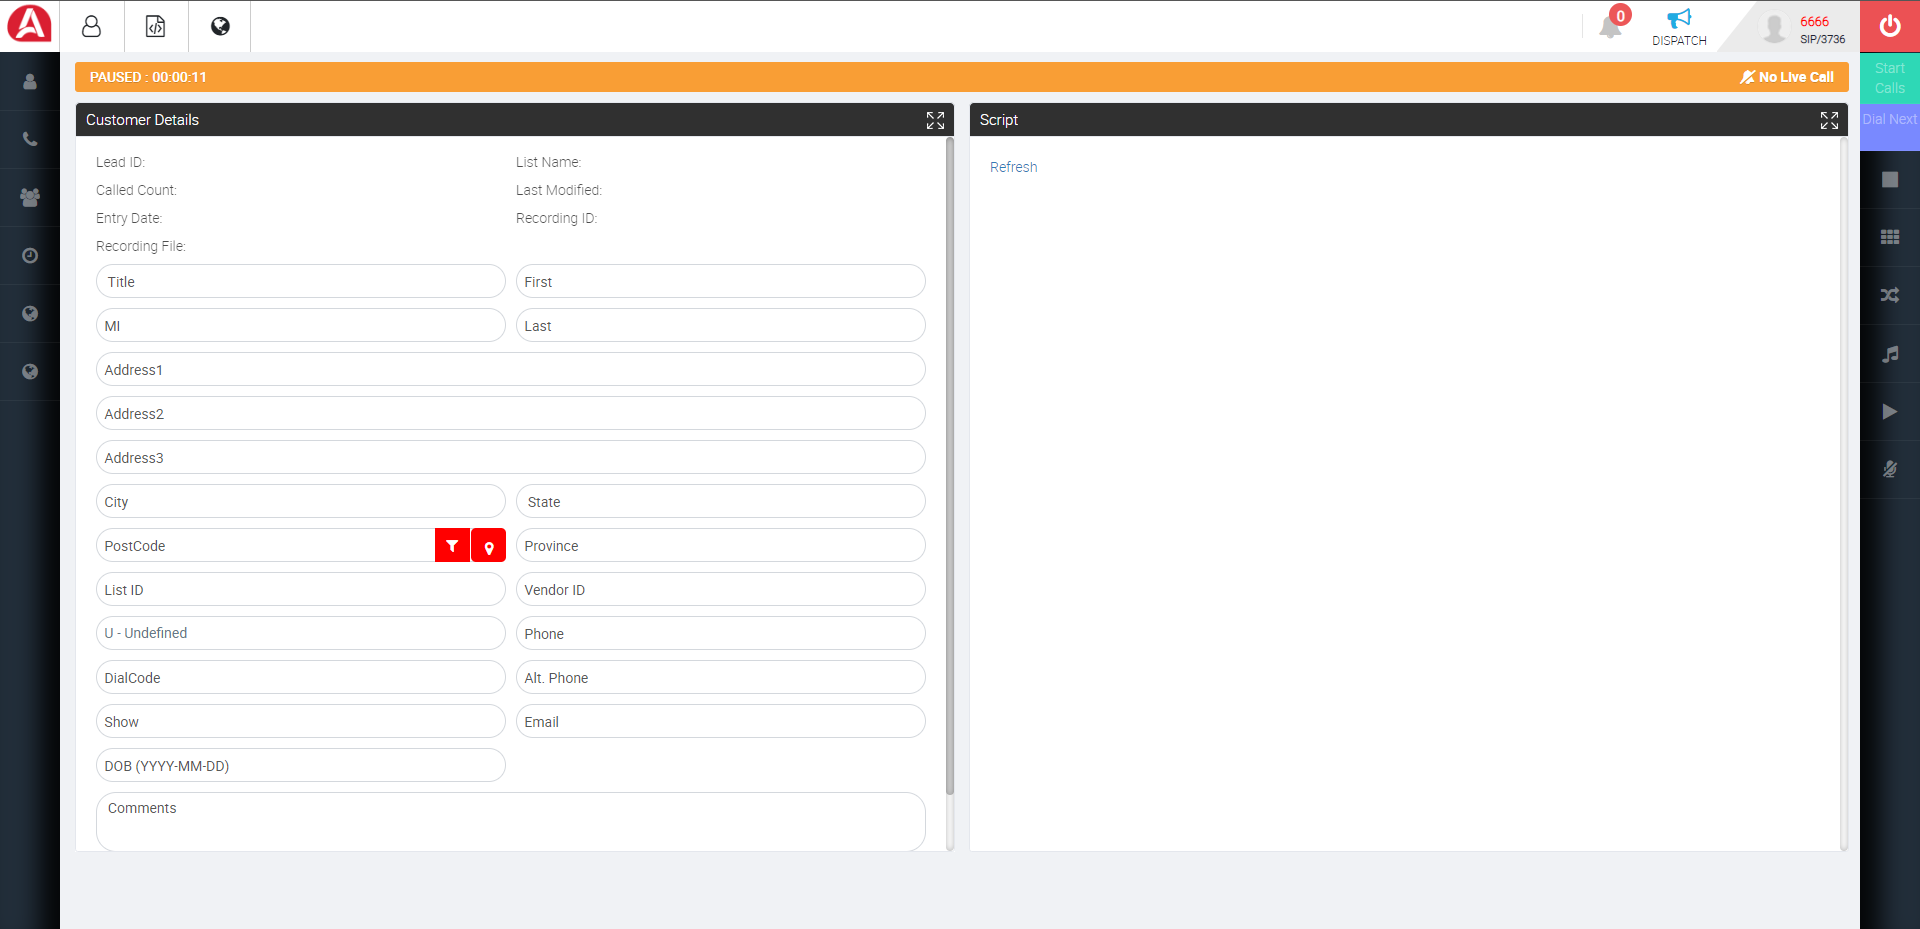 0
DISPATCH
6666
SIP/3736
PAUSED : 00:00:11
No Live Call
Start
Calls
Dial Next
Customer Details
Lead ID:
List Name:
Called Count:
Last Modified:
Entry Date:
Recording ID:
Recording File:
Title
First
MI
Last
Address1
Address2
Address3
City
State
PostCode
Province
List ID
Vendor ID
U - Undefined
Phone
DialCode
Alt. Phone
Show
Email
DOB (YYYY-MM-DD)
Comments
Script
Refresh